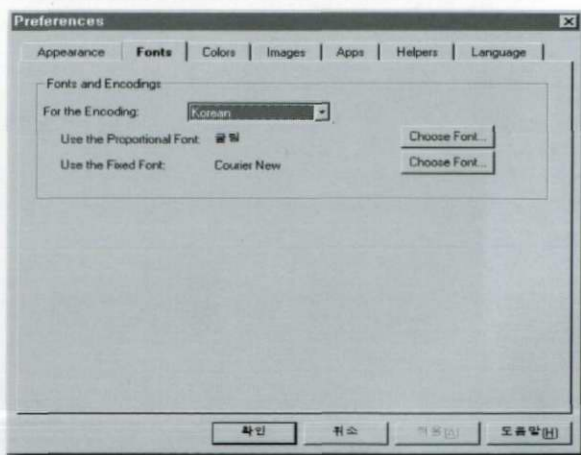 Preferences
Appearance Fonts Colors Images Apps Helpers Language
Fonts and Encodings
For the Encoding: Korean
Use the Proportional Font: 굴림 Choose Font...
Use the Fixed Font: Courier New Choose Font...
확인 취소 적용(A) 도움말(H)